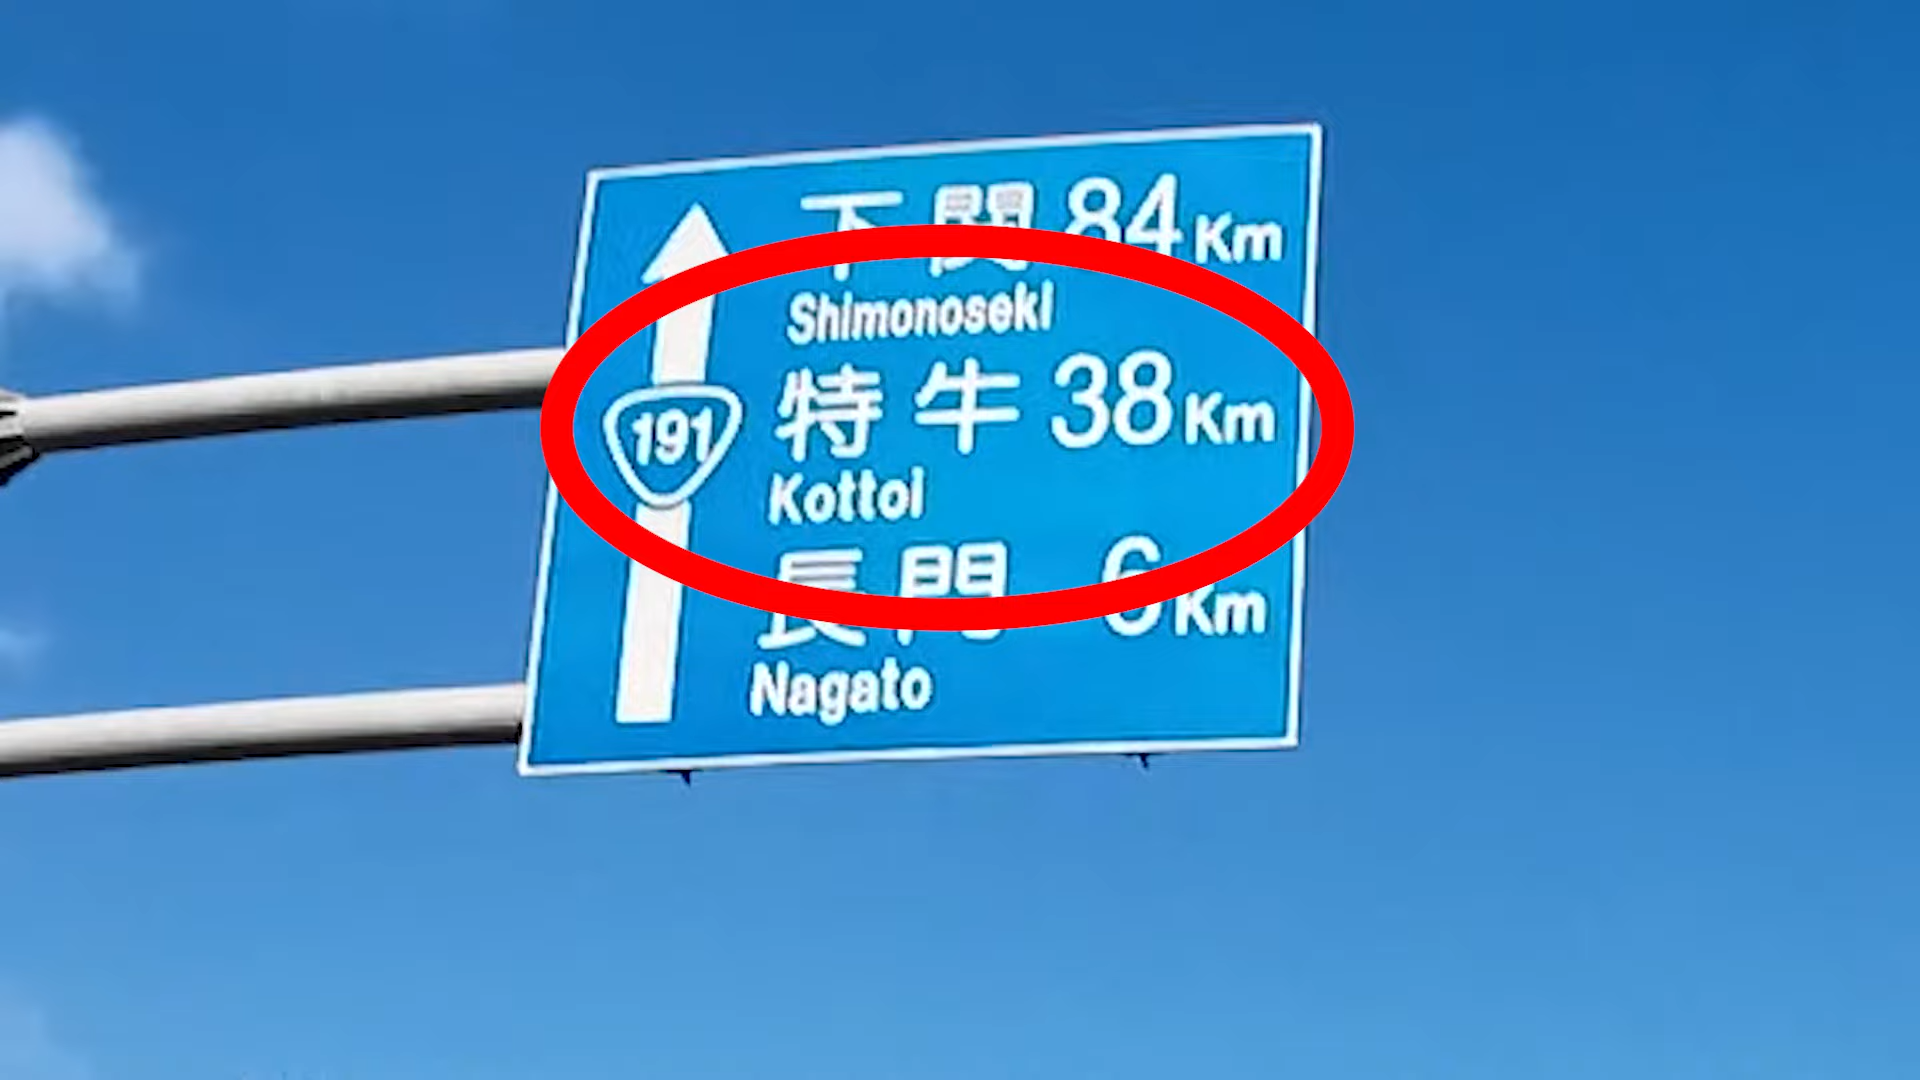 下関 84Km
Shimonoseki
191
特牛 38Km
Kottoi
長門 6Km
Nagato